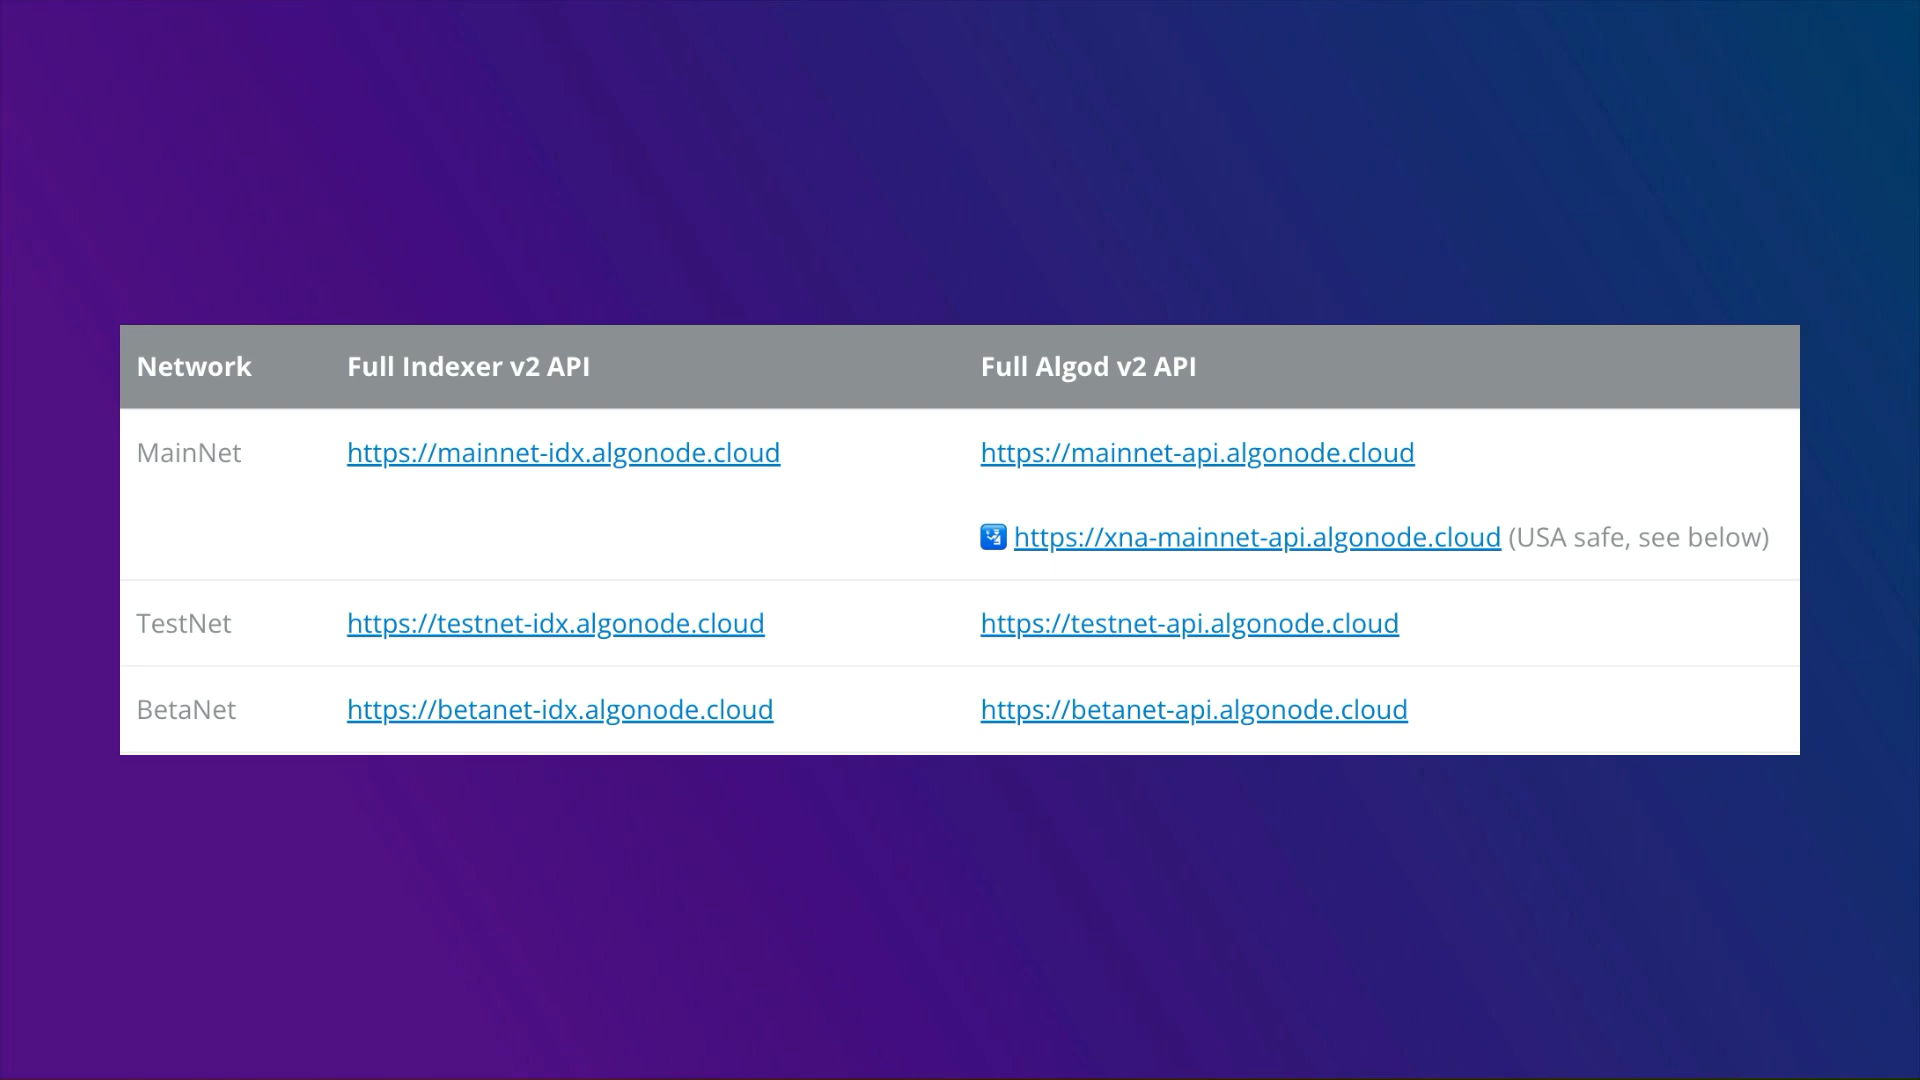 Network Full Indexer v2 API Full Algod v2 API
MainNet https://mainnet-idx.algonode.cloud https://mainnet-api.algonode.cloud
https://xna-mainnet-api.algonode.cloud (USA safe, see below)
TestNet https://testnet-idx.algonode.cloud https://testnet-api.algonode.cloud
BetaNet https://betanet-idx.algonode.cloud https://betanet-api.algonode.cloud